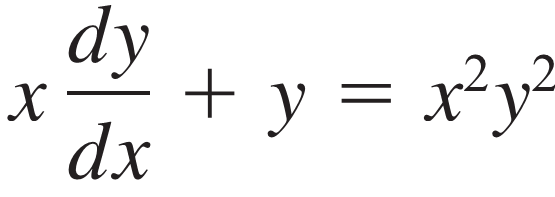 x dy/dx + y = x²y²